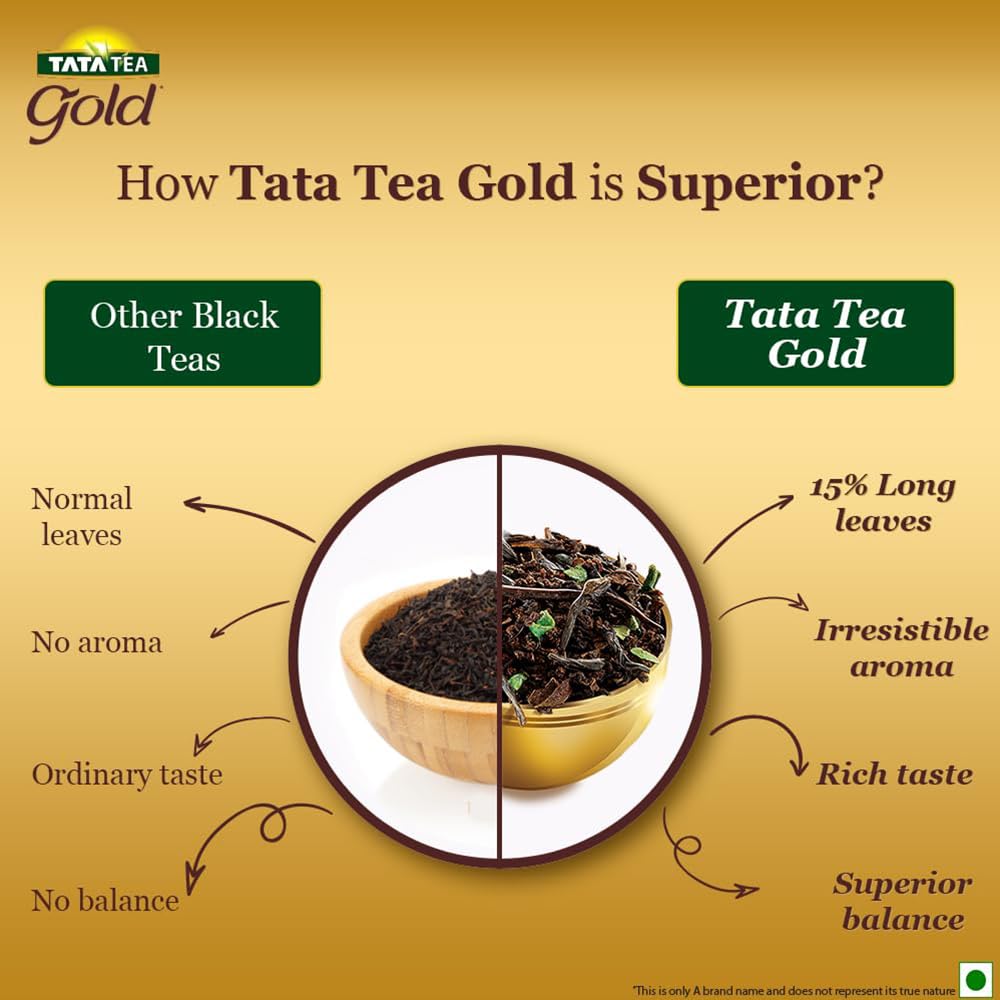 TATA TEA
Gold
How Tata Tea Gold is Superior?
Other Black
Teas
Tata Tea
Gold
Normal
leaves
No aroma
Ordinary taste
No balance
15% Long
leaves
Irresistible
aroma
Rich taste
Superior
balance
*This is only A brand name and does not represent its true nature